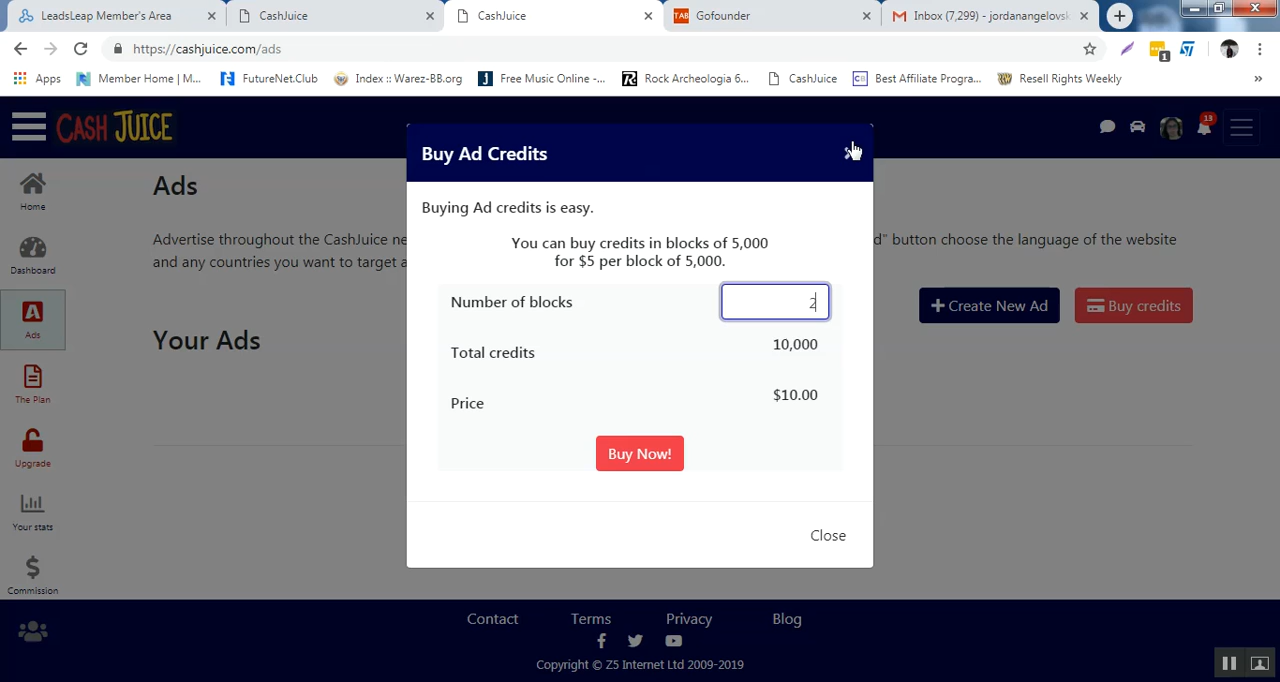 LeadsLeap Member's Area
CashJuice
CashJuice
TAB Gofounder
Inbox (7,299) - jordanangelovsk
https://cashjuice.com/ads
1
Apps
Member Home | M...
FutureNet.Club
Index :: Warez-BB.org
Free Music Online -...
Rock Archeologia 6...
CashJuice
CB Best Affiliate Progra...
Resell Rights Weekly
»
CASH JUICE
13
Buy Ad Credits
Home
Dashboard
Ads
The Plan
Upgrade
Your stats
Commission
Ads
Advertise throughout the CashJuice ne
d" button choose the language of the website
and any countries you want to target a
Create New Ad
Buy credits
Your Ads
Buying Ad credits is easy.
You can buy credits in blocks of 5,000
for $5 per block of 5,000.
Number of blocks 2
Total credits 10,000
Price $10.00
Buy Now!
Close
Contact Terms Privacy Blog
Copyright © Z5 Internet Ltd 2009-2019